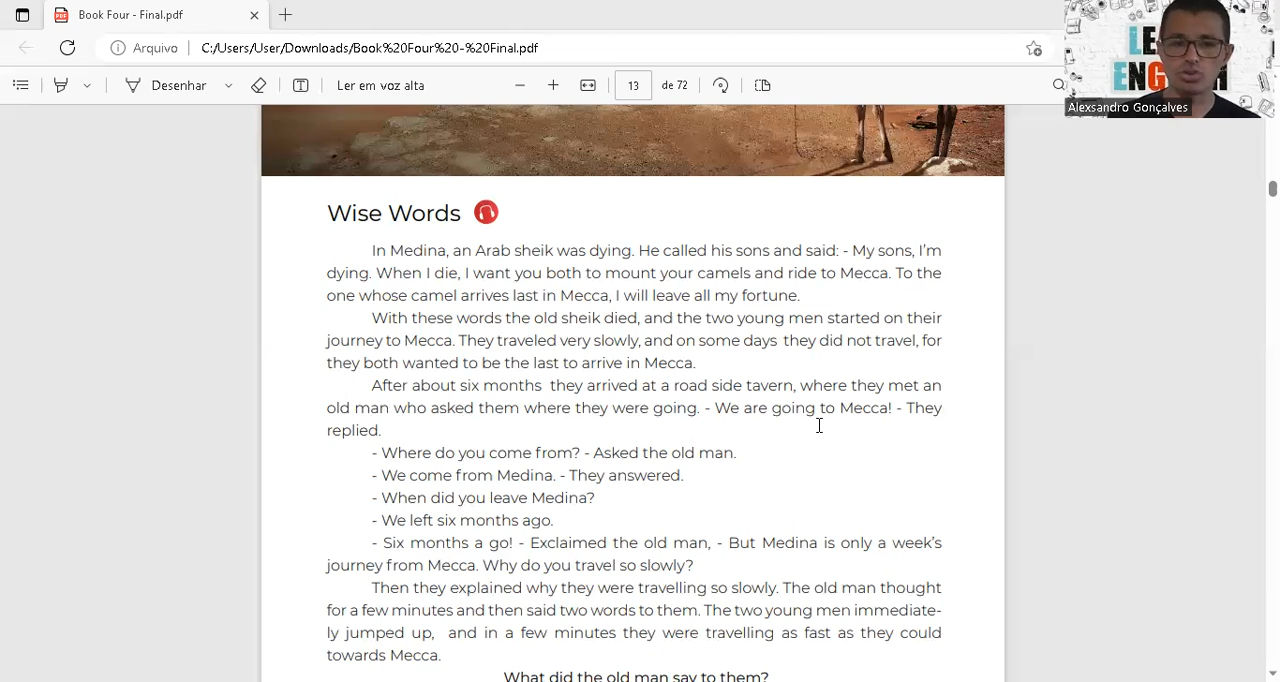 Book Four - Final.pdf
Arquivo
C:/Users/User/Downloads/Book%20Four%20-%20Final.pdf
Desenhar
Ler em voz alta
13
de 72
Alexsandro Gonçalves
Wise Words
In Medina, an Arab sheik was dying. He called his sons and said: - My sons, I'm
dying. When I die, I want you both to mount your camels and ride to Mecca. To the
one whose camel arrives last in Mecca, I will leave all my fortune.
With these words the old sheik died, and the two young men started on their
journey to Mecca. They traveled very slowly, and on some days they did not travel, for
they both wanted to be the last to arrive in Mecca.
After about six months they arrived at a road side tavern, where they met an
old man who asked them where they were going. - We are going to Mecca! - They
replied.
- Where do you come from? - Asked the old man.
- We come from Medina. - They answered.
- When did you leave Medina?
- We left six months ago.
- Six months a go! - Exclaimed the old man, - But Medina is only a week's
journey from Mecca. Why do you travel so slowly?
Then they explained why they were travelling so slowly. The old man thought
for a few minutes and then said two words to them. The two young men immediate-
ly jumped up, and in a few minutes they were travelling as fast as they could
towards Mecca.
What did the old man say to them?